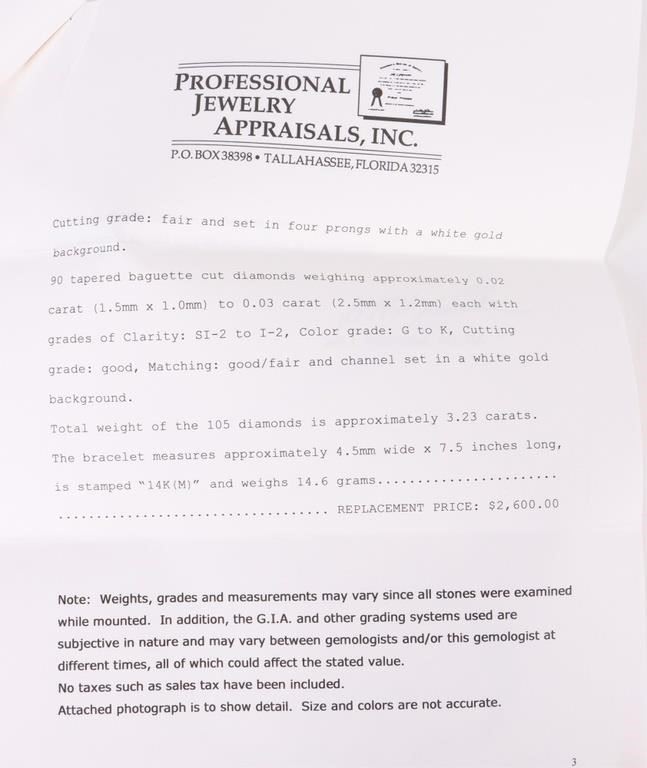 PROFESSIONAL
JEWELRY
APPRAISALS, INC.
P.O. BOX 38398 • TALLAHASSEE, FLORIDA 32315
Cutting grade: fair and set in four prongs with a white gold
background.
90 tapered baguette cut diamonds weighing approximately 0.02
carat (1.5mm x 1.0mm) to 0.03 carat (2.5mm x 1.2mm) each with
grades of Clarity: SI-2 to I-2, Color grade: G to K, Cutting
grade: good, Matching: good/fair and channel set in a white gold
background.
Total weight of the 105 diamonds is approximately 3.23 carats.
The bracelet measures approximately 4.5mm wide x 7.5 inches long,
is stamped "14K(M)" and weighs 14.6 grams.......................
.................................. REPLACEMENT PRICE: $2,600.00
Note: Weights, grades and measurements may vary since all stones were examined
while mounted. In addition, the G.I.A. and other grading systems used are
subjective in nature and may vary between gemologists and/or this gemologist at
different times, all of which could affect the stated value.
No taxes such as sales tax have been included.
Attached photograph is to show detail. Size and colors are not accurate.
3